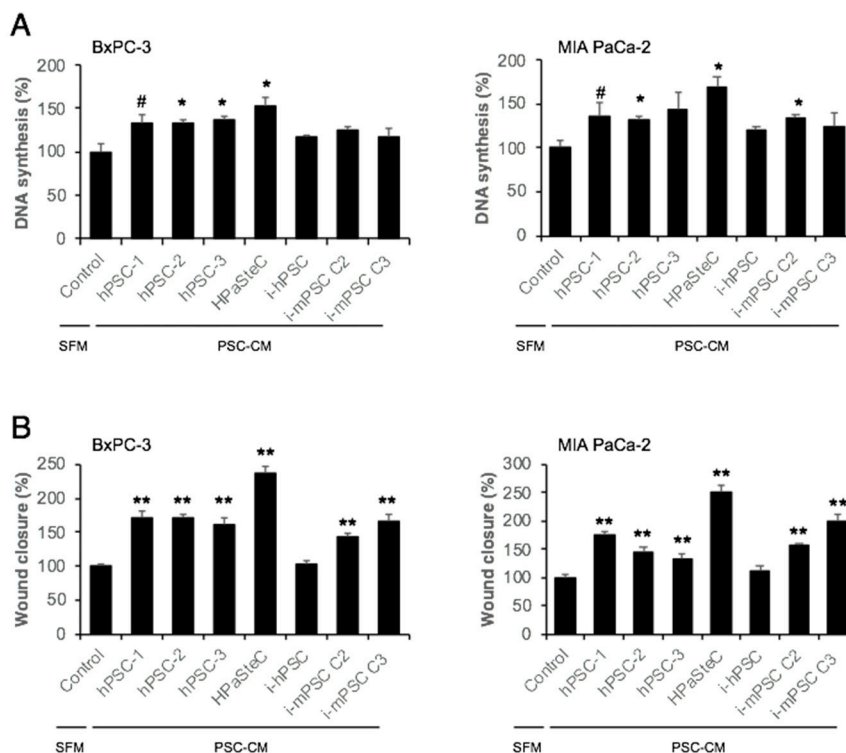 A
BxPC-3
DNA synthesis (%)
200
150
100
50
0
#
*
*
*
Control
hPSC-1
hPSC-2
hPSC-3
HPaSteC
i-hPSC
i-mPSC C2
i-mPSC C3
SFM
PSC-CM
MIA PaCa-2
DNA synthesis (%)
200
150
100
50
0
#
*
*
*
Control
hPSC-1
hPSC-2
hPSC-3
HPaSteC
i-hPSC
i-mPSC C2
i-mPSC C3
SFM
PSC-CM
B
BxPC-3
Wound closure (%)
250
200
150
100
50
0
**
**
**
**
**
**
Control
hPSC-1
hPSC-2
hPSC-3
HPaSteC
i-hPSC
i-mPSC C2
i-mPSC C3
SFM
PSC-CM
MIA PaCa-2
Wound closure (%)
300
250
200
150
100
50
0
**
**
**
**
**
**
Control
hPSC-1
hPSC-2
hPSC-3
HPaSteC
i-hPSC
i-mPSC C2
i-mPSC C3
SFM
PSC-CM